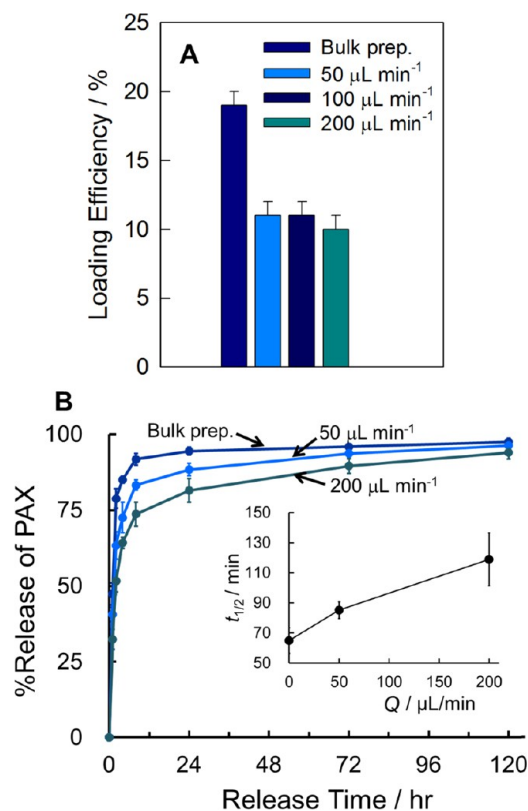 A
Bulk prep.
50 μL min⁻¹
100 μL min⁻¹
200 μL min⁻¹
Loading Efficiency / %
25
20
15
10
5
0
B
Bulk prep.
50 μL min⁻¹
200 μL min⁻¹
%Release of PAX
100
75
50
25
0
t1/2 / min
150
130
110
90
70
50
0 50 100 150 200
Q / μL/min
0 24 48 72 96 120
Release Time / hr